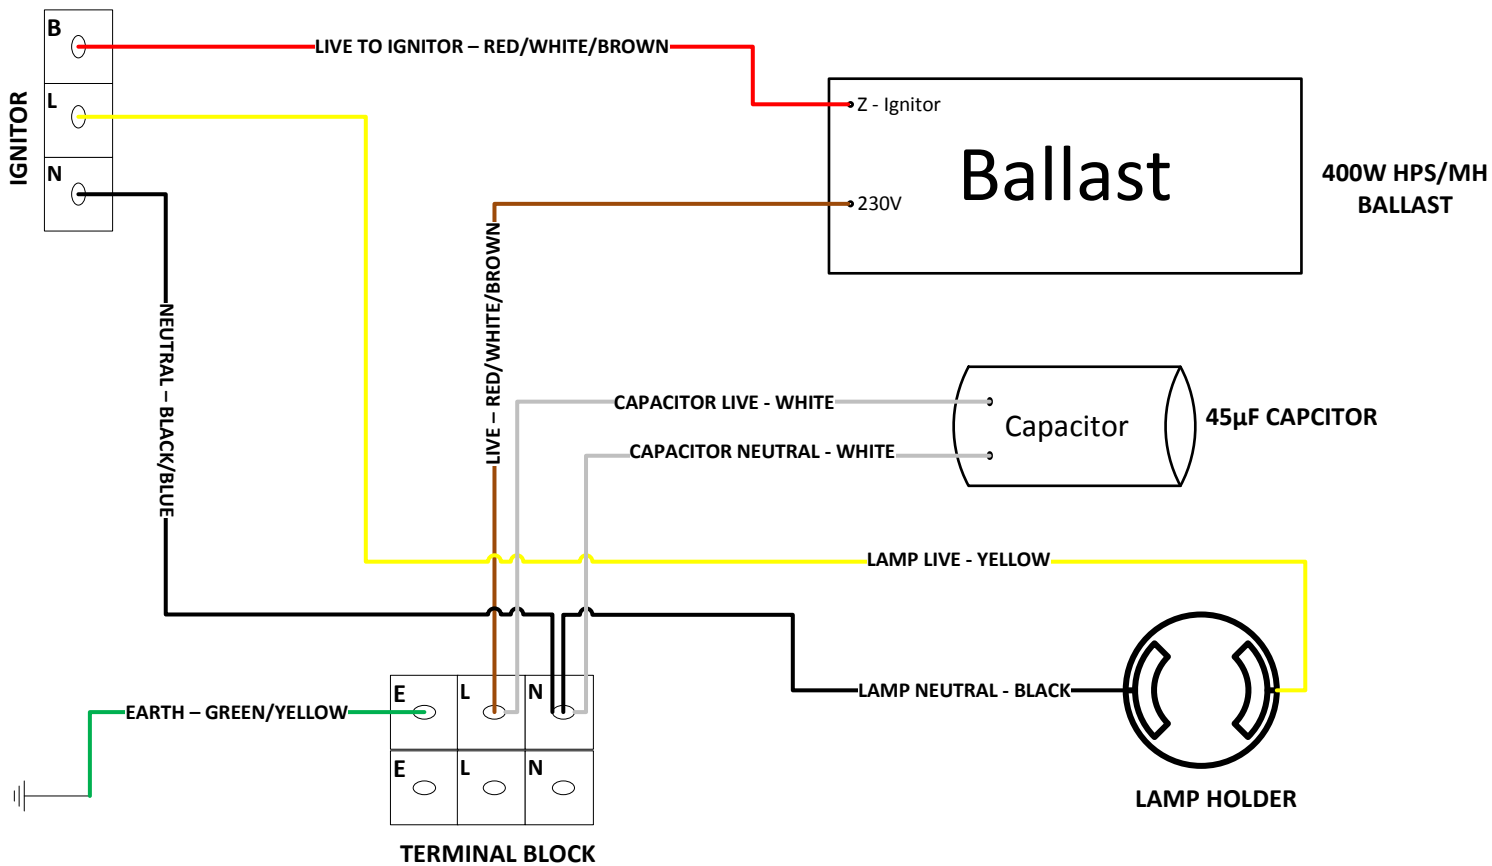 B
LIVE TO IGNITOR – RED/WHITE/BROWN
L
N
IGNITOR
Z - Ignitor
Ballast
230V
400W HPS/MH
BALLAST
NEUTRAL – BLACK/BLUE
LIVE – RED/WHITE/BROWN
CAPACITOR LIVE - WHITE
CAPACITOR NEUTRAL - WHITE
Capacitor
45µF CAPCITOR
LAMP LIVE - YELLOW
LAMP NEUTRAL - BLACK
LAMP HOLDER
EARTH – GREEN/YELLOW
E L N
E L N
TERMINAL BLOCK